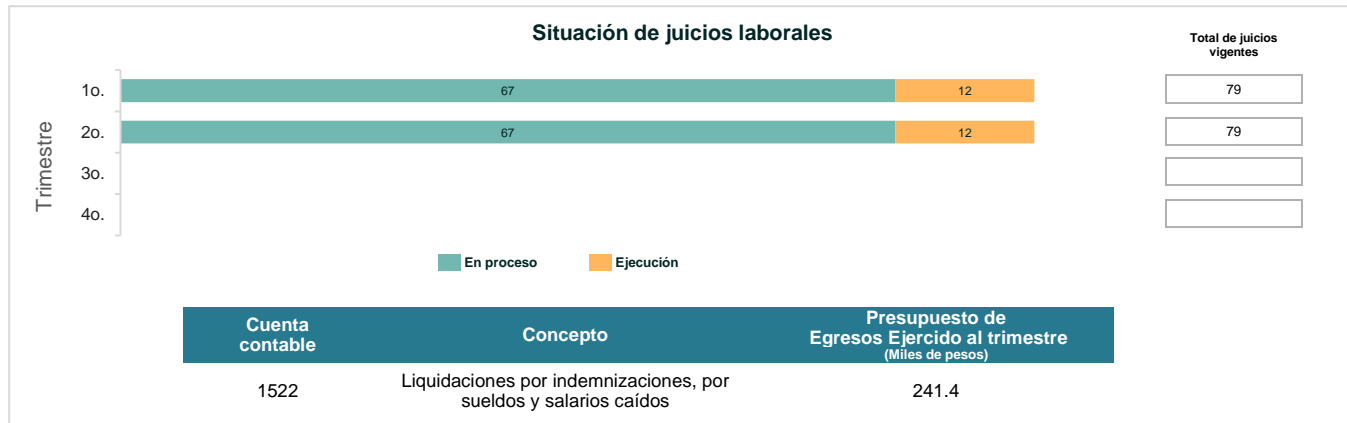 Situación de juicios laborales
Total de juicios
vigentes
Trimestre
1o.
67
12
79
2o.
67
12
79
3o.
4o.
En proceso
Ejecución
Cuenta
contable
Concepto
Presupuesto de
Egresos Ejercido al trimestre
(Miles de pesos)
1522
Liquidaciones por indemnizaciones, por
sueldos y salarios caídos
241.4